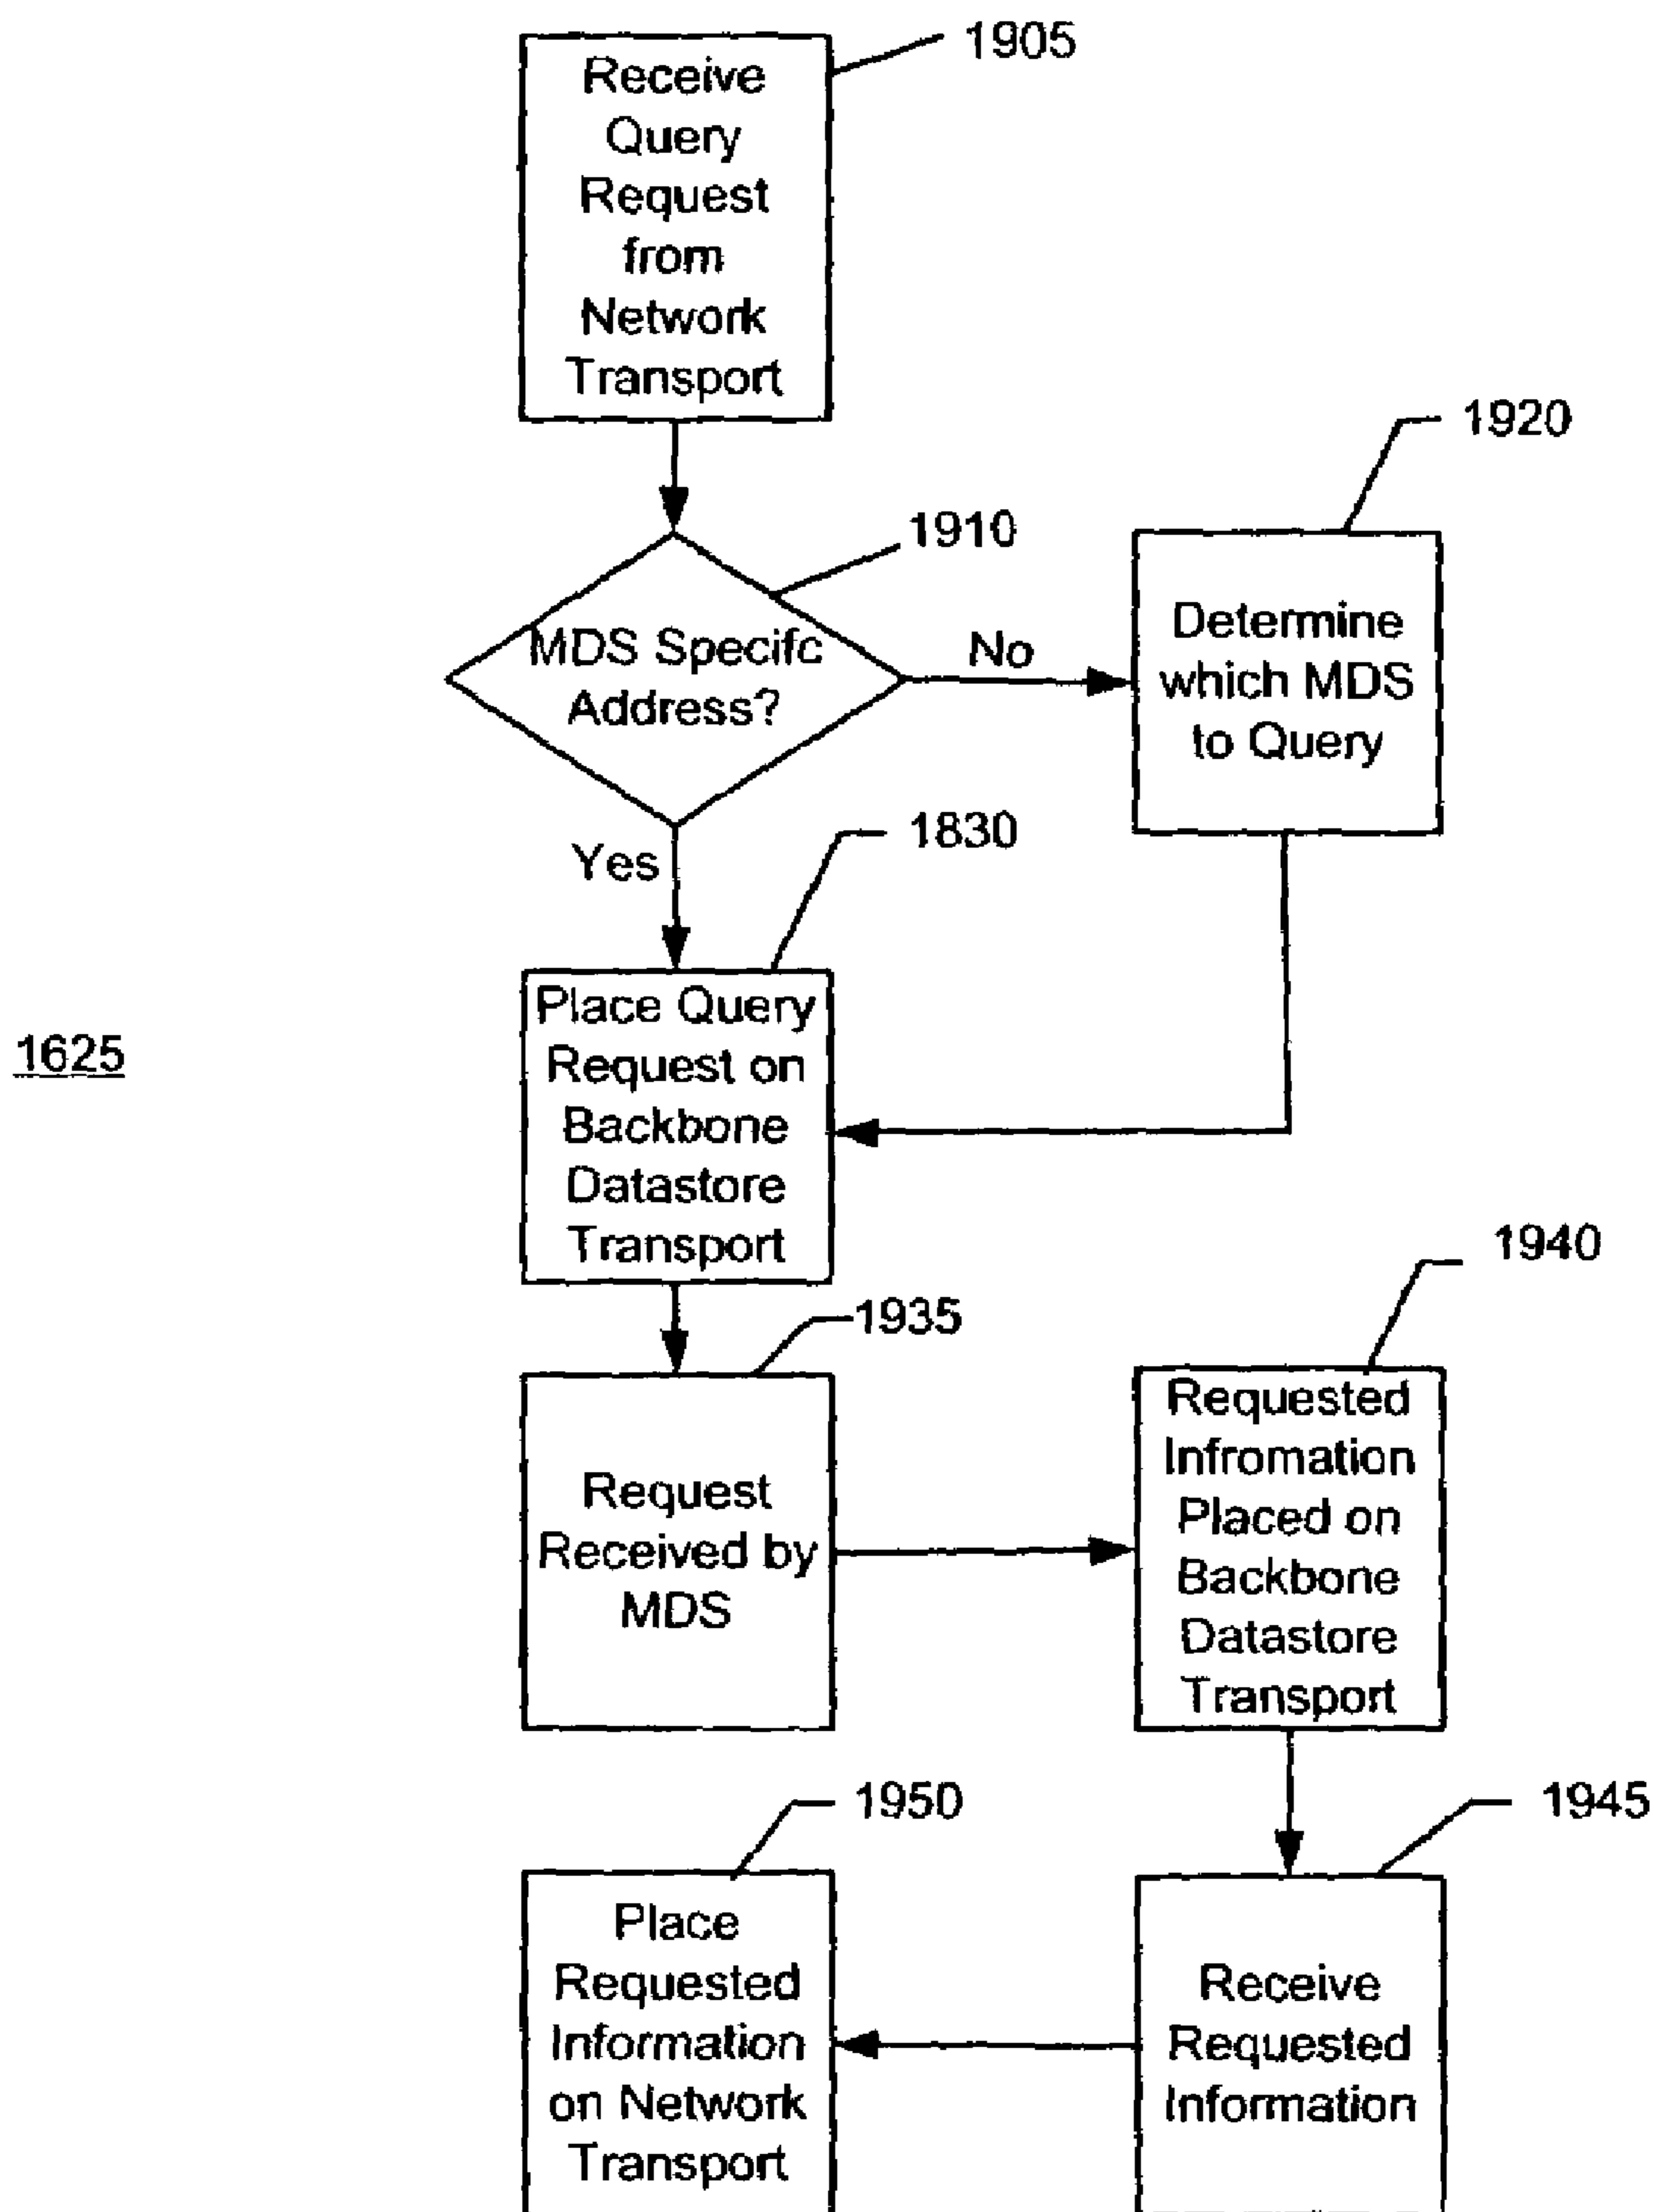 1905
Receive
Query
Request
from
Network
Transport
1910
MDS Specifc
Address?
No
Yes
1920
Determine
which MDS
to Query
1830
Place Query
Request on
Backbone
Datastore
Transport
1625
1935
Request
Received by
MDS
1940
Requested
Infromation
Placed on
Backbone
Datastore
Transport
1945
Receive
Requested
Information
1950
Place
Requested
Information
on Network
Transport